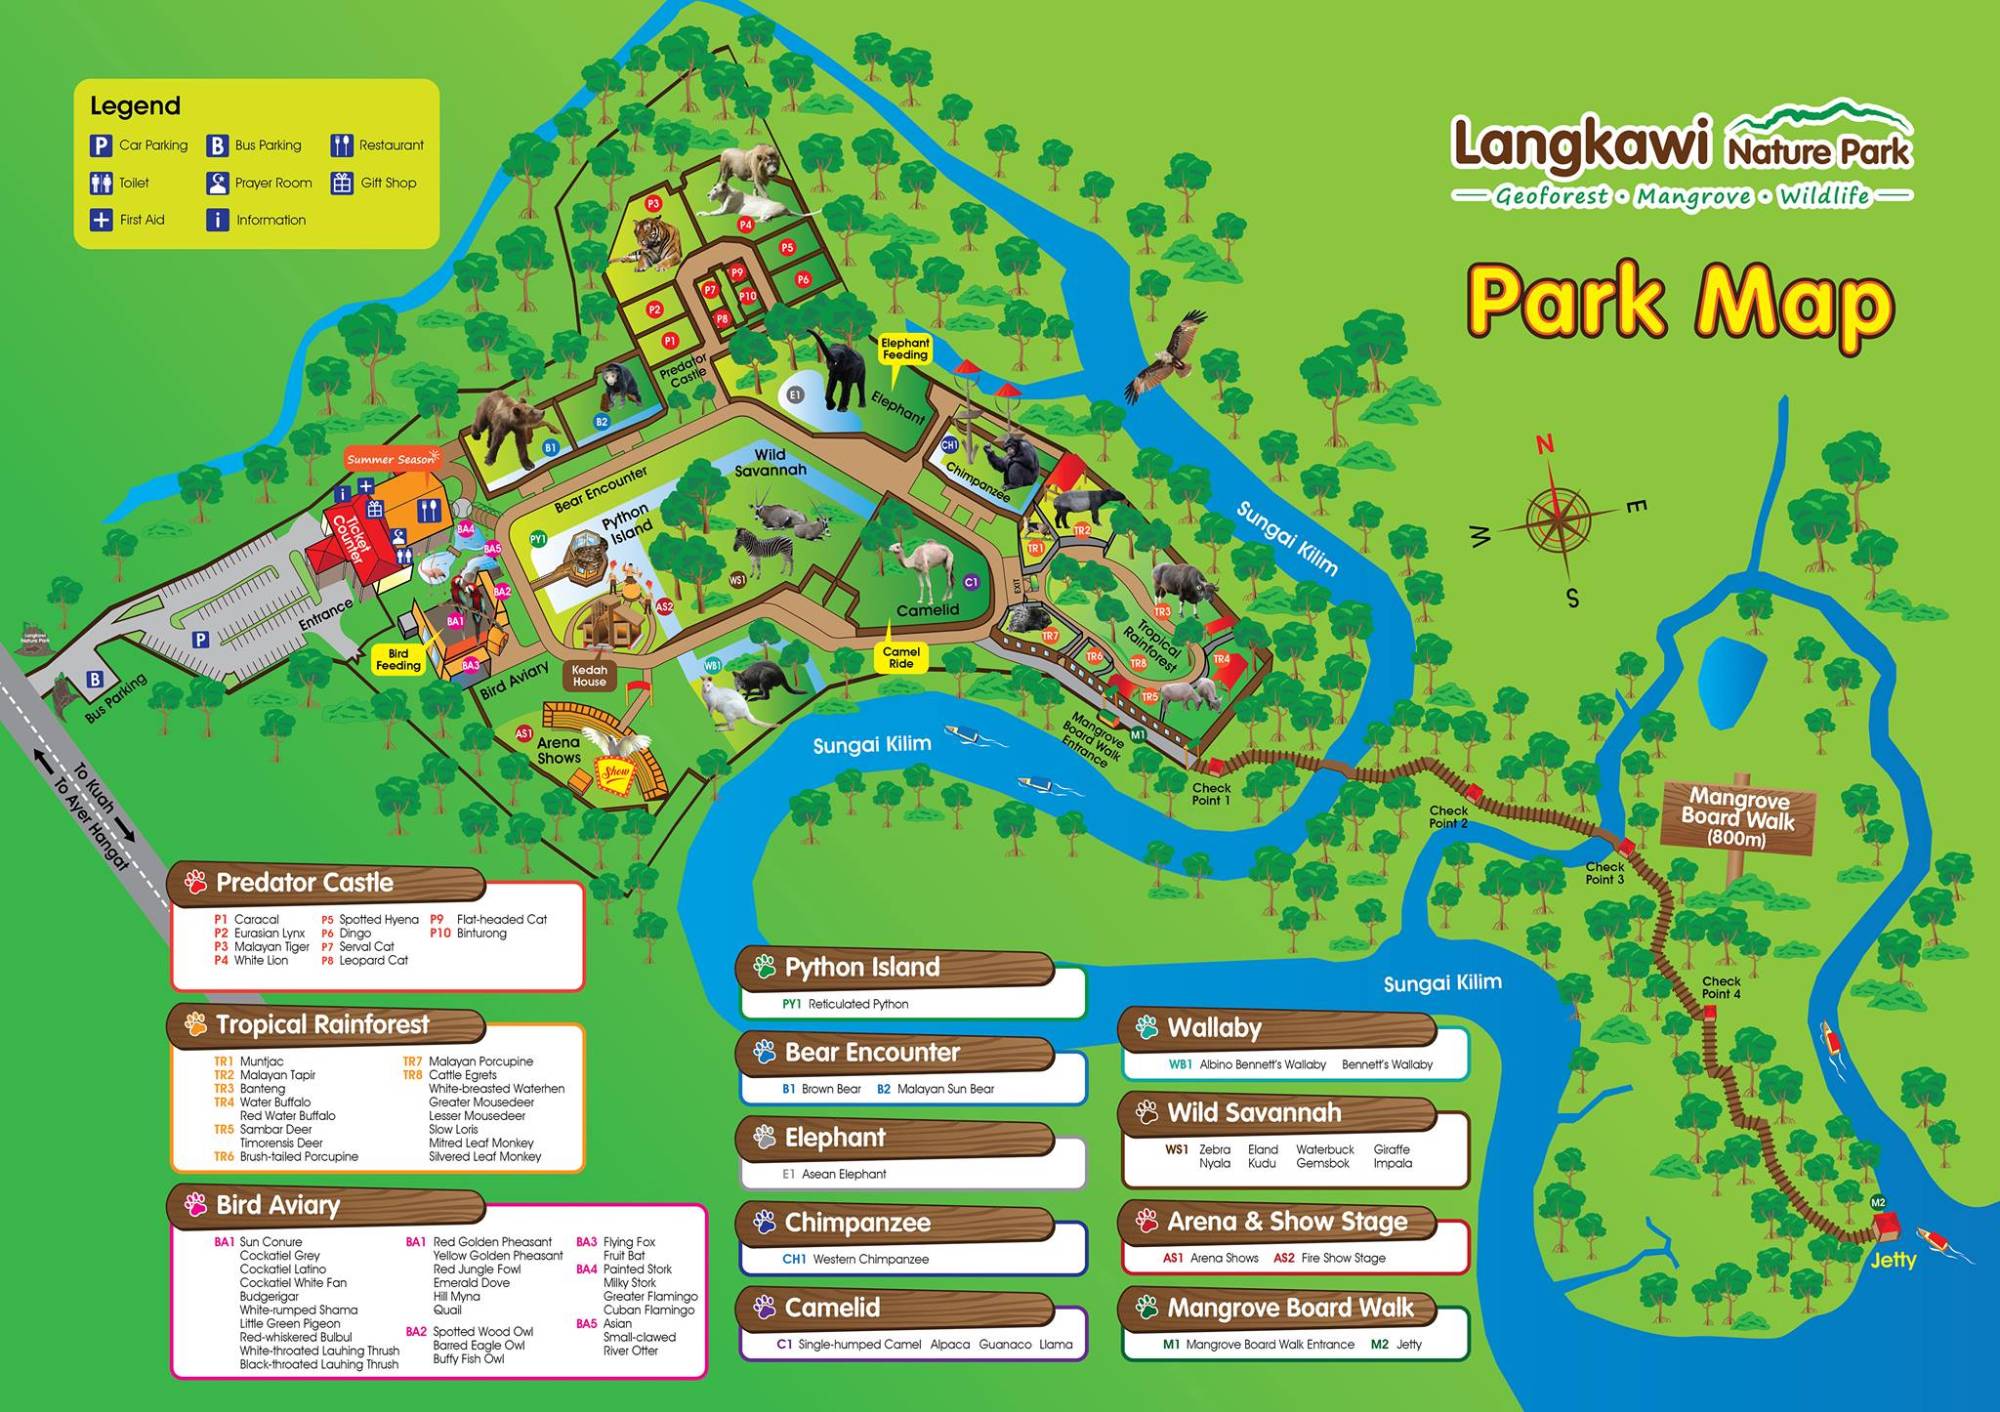 Legend
P Car Parking
B Bus Parking
Restaurant
Toilet
Prayer Room
Gift Shop
First Aid
i Information
Langkawi
Nature Park
Geoforest • Mangrove • Wildlife
Park Map
N
E
S
W
P3
P4
P5
P6
P9
P7
P10
P8
P2
P1
Predator
Castle
Elephant
Feeding
E1
Elephant
B2
B1
Bear Encounter
CH1
Chimpanzee
Summer Season
i
Ticket
Counter
BA4
BA5
BA2
BA1
BA3
Bird
Feeding
Entrance
P
B
Bus Parking
Langkawi
Nature Park
To Kuah
To Ayer Hangat
Python
Island
PY1
Wild
Savannah
WS1
AS2
Kedah
House
Bird Aviary
AS1
Arena
Shows
Show
WB1
C1
Camelid
Camel
Ride
TR1
TR2
EXIT
TR3
Tropical
Rainforest
TR7
TR6
TR8
TR4
TR5
M1
Mangrove
Board Walk
Entrance
Sungai Kilim
Sungai Kilim
Check
Point 1
Check
Point 2
Check
Point 3
Check
Point 4
Mangrove
Board Walk
(800m)
Sungai Kilim
M2
Jetty
Predator Castle
P1 Caracal
P2 Eurasian Lynx
P3 Malayan Tiger
P4 White Lion
P5 Spotted Hyena
P6 Dingo
P7 Serval Cat
P8 Leopard Cat
P9 Flat-headed Cat
P10 Binturong
Tropical Rainforest
TR1 Muntjac
TR2 Malayan Tapir
TR3 Banteng
TR4 Water Buffalo
Red Water Buffalo
TR5 Sambar Deer
Timorensis Deer
TR6 Brush-tailed Porcupine
TR7 Malayan Porcupine
TR8 Cattle Egrets
White-breasted Waterhen
Greater Mousedeer
Lesser Mousedeer
Slow Loris
Mitred Leaf Monkey
Silvered Leaf Monkey
Bird Aviary
BA1 Sun Conure
Cockatiel Grey
Cockatiel Latino
Cockatiel White Fan
Budgerigar
White-rumped Shama
Little Green Pigeon
Red-whiskered Bulbul
White-throated Lauhing Thrush
Black-throated Lauhing Thrush
BA1 Red Golden Pheasant
Yellow Golden Pheasant
Red Jungle Fowl
Emerald Dove
Hill Myna
Quail
BA2 Spotted Wood Owl
Barred Eagle Owl
Buffy Fish Owl
BA3 Flying Fox
Fruit Bat
BA4 Painted Stork
Milky Stork
Greater Flamingo
Cuban Flamingo
BA5 Asian
Small-clawed
River Otter
Python Island
PY1 Reticulated Python
Bear Encounter
B1 Brown Bear B2 Malayan Sun Bear
Elephant
E1 Asean Elephant
Chimpanzee
CH1 Western Chimpanzee
Camelid
C1 Single-humped Camel Alpaca Guanaco Llama
Wallaby
WB1 Albino Bennett's Wallaby Bennett's Wallaby
Wild Savannah
WS1 Zebra Eland Waterbuck Giraffe
Nyala Kudu Gemsbok Impala
Arena & Show Stage
AS1 Arena Shows AS2 Fire Show Stage
Mangrove Board Walk
M1 Mangrove Board Walk Entrance M2 Jetty